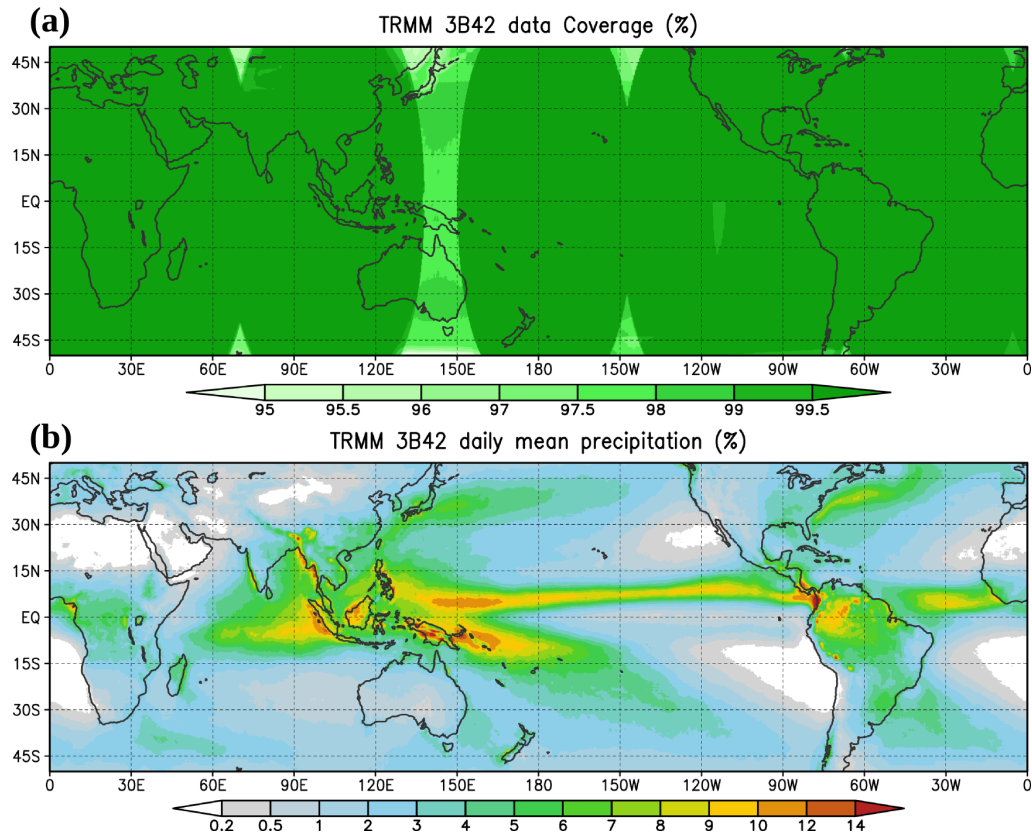 (a)
TRMM 3B42 data Coverage (%)
45N
30N
15N
EQ
15S
30S
45S
0 30E 60E 90E 120E 150E 180 150W 120W 90W 60W 30W 0
95 95.5 96 97 97.5 98 99 99.5
(b)
TRMM 3B42 daily mean precipitation (%)
45N
30N
15N
EQ
15S
30S
45S
0 30E 60E 90E 120E 150E 180 150W 120W 90W 60W 30W 0
0.2 0.5 1 2 3 4 5 6 7 8 9 10 12 14